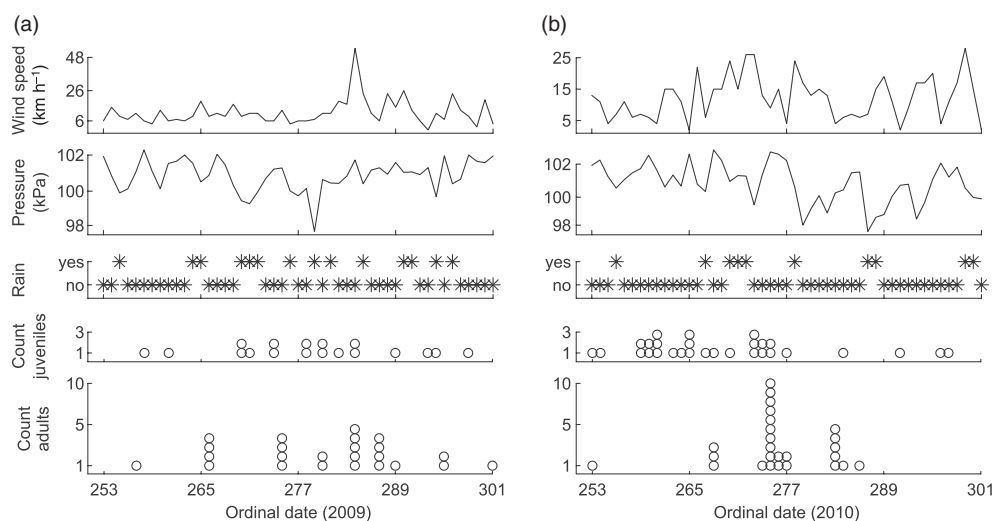 (a)
(b)
Wind speed
(km h⁻¹)
48
26
6
25
15
5
Pressure
(kPa)
102
100
98
102
100
98
Rain
yes
no
yes
no
Count
juveniles
3
1
3
1
Count
adults
10
5
1
10
5
1
253 265 277 289 301
253 265 277 289 301
Ordinal date (2009)
Ordinal date (2010)